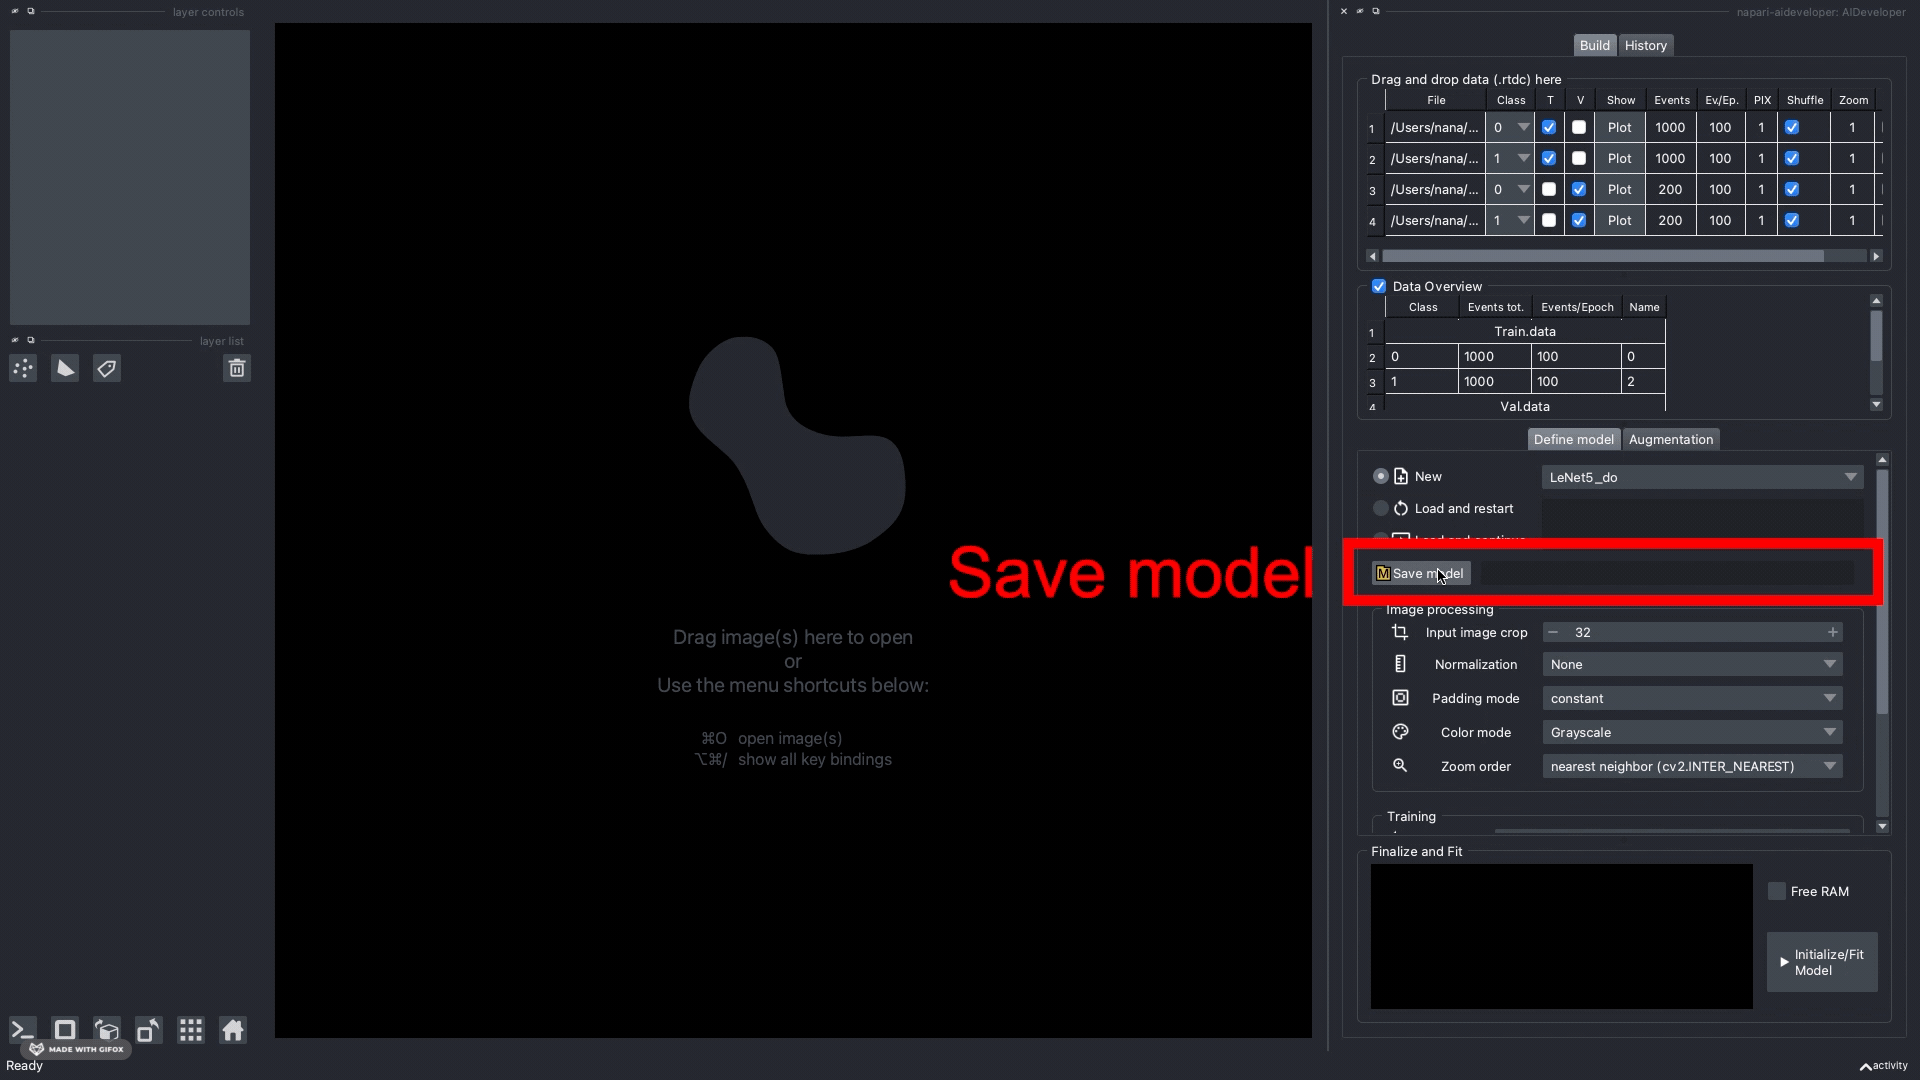 layer controls
napari-aideveloper: AIDeveloper
Build History
Drag and drop data (.rtdc) here
File Class T V Show Events Ev./Ep. PIX Shuffle Zoom
1 /Users/nana/... 0 Plot 1000 100 1 1
2 /Users/nana/... 1 Plot 1000 100 1 1
3 /Users/nana/... 0 Plot 200 100 1 1
4 /Users/nana/... 1 Plot 200 100 1 1
Data Overview
Class Events tot. Events/Epoch Name
1 Train.data
2 0 1000 100 0
3 1 1000 100 2
4 Val.data
layer list
Define model Augmentation
New LeNet5_do
Load and restart
Load and continue
Save model
Save model
Image processing
Input image crop − 32 +
Normalization None
Padding mode constant
Color mode Grayscale
Zoom order nearest neighbor (cv2.INTER_NEAREST)
Training
Drag image(s) here to open
or
Use the menu shortcuts below:
⌘O open image(s)
⌥⌘/ show all key bindings
Finalize and Fit
Free RAM
Initialize/Fit
Model
MADE WITH GIFOX
Ready
activity